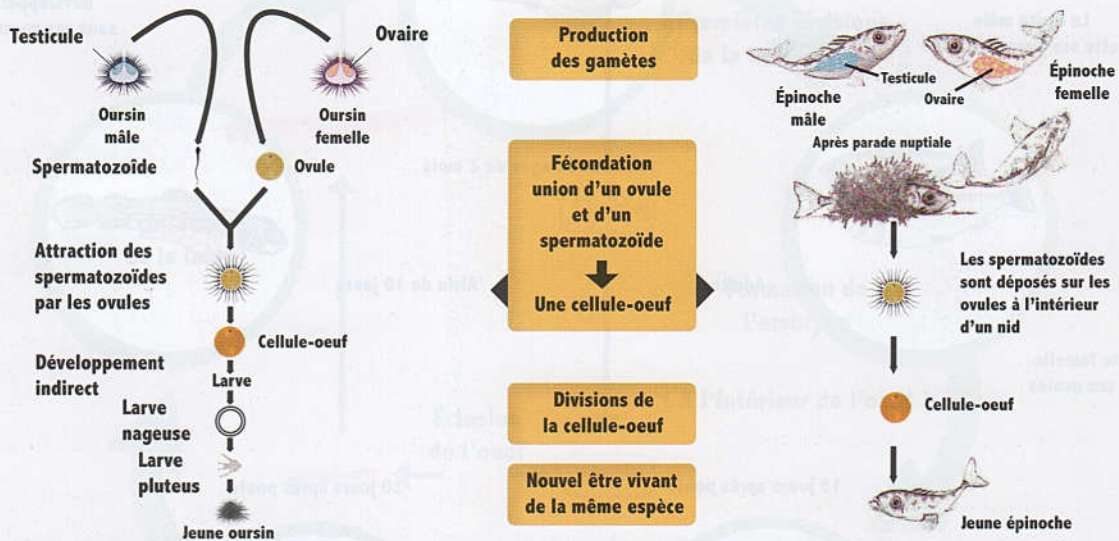 Testicule
Ovaire
Oursin
mâle
Oursin
femelle
Spermatozoïde
Ovule
Attraction des
spermatozoïdes
par les ovules
Cellule-oeuf
Développement
indirect
Larve
Larve
nageuse
Larve
pluteus
Jeune oursin
Production
des gamètes
Fécondation
union d'un ovule
et d'un
spermatozoïde
Une cellule-oeuf
Divisions de
la cellule-oeuf
Nouvel être vivant
de la même espèce
Testicule
Ovaire
Épinoche
mâle
Épinoche
femelle
Après parade nuptiale
Les spermatozoïdes
sont déposés sur les
ovules à l'intérieur
d'un nid
Cellule-oeuf
Jeune épinoche